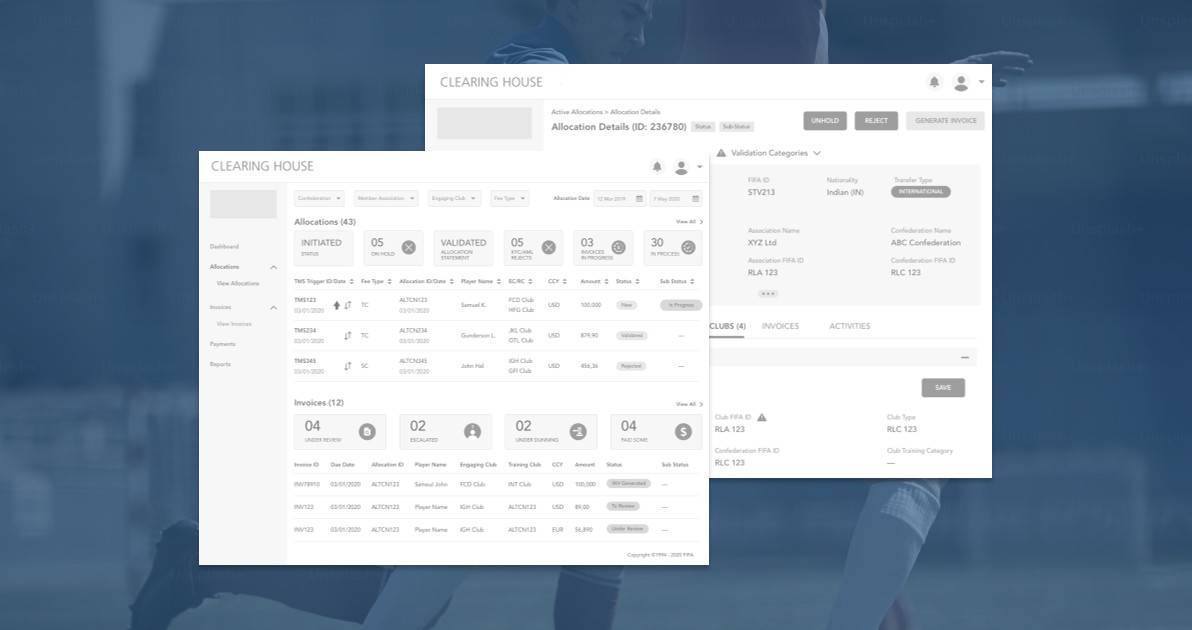 CLEARING HOUSE
Active Allocations > Allocation Details
Allocation Details (ID: 236780) Status Sub-Status
UNHOLD REJECT GENERATE INVOICE
Validation Categories
FIFA ID Nationality Transfer Type
STV213 Indian (IN) INTERNATIONAL
Association Name Confederation Name
XYZ Ltd ABC Confederation
Association FIFA ID Confederation FIFA ID
RLA 123 RLC 123
CLUBS (4) INVOICES ACTIVITIES
SAVE
Club FIFA ID Club Type
RLA 123 RLC 123
Confederation FIFA ID Club Training Category
RLC 123 —
CLEARING HOUSE
Dashboard
Allocations
View Allocations
Invoices
View Invoices
Payments
Reports
Confederation Member Association Engaging Club Fee Type Allocation Date 12 Mar 2019 7 May 2020
Allocations (43) View All
INITIATED 05 VALIDATED 05 03 30
STATUS ON HOLD ALLOCATION STATEMENT KYC/AML REJECTS INVOICES IN PROGRESS IN PROCESS
TMS Trigger ID/Date Fee Type Allocation ID/Date Player Name EC/RC CCY Amount Status Sub Status
TMS123 TC ALTCN123 Samuel K. FCD Club USD 100,000 New In Progress
03/01/2020 03/01/2020 HFG Club
TMS234 TC ALTCN234 Gunderson L. JKL Club USD 879,90 Validated —
03/01/2020 03/01/2020 OTL Club
TMS345 SC ALTCN345 John Hal IGH Club USD 456,36 Rejected —
03/01/2020 03/01/2020 GFI Club
Invoices (12) View All
04 02 02 04
UNDER REVIEW ESCALATED UNDER DUNNING PAID SOME
Invoice ID Due Date Allocation ID Player Name Engaging Club Training Club CCY Amount Status Sub Status
INV78910 03/01/2020 ALTCN123 Samual John FCD Club INT Club USD 100,000 INV Generated —
INV123 03/01/2020 ALTCN123 Player Name IGH Club ALTCN123 USD 89,00 To Review —
INV123 03/01/2020 ALTCN123 Player Name IGH Club ALTCN123 EUR 56,890 Under Review —
Copyright ©1994 - 2020 FIFA